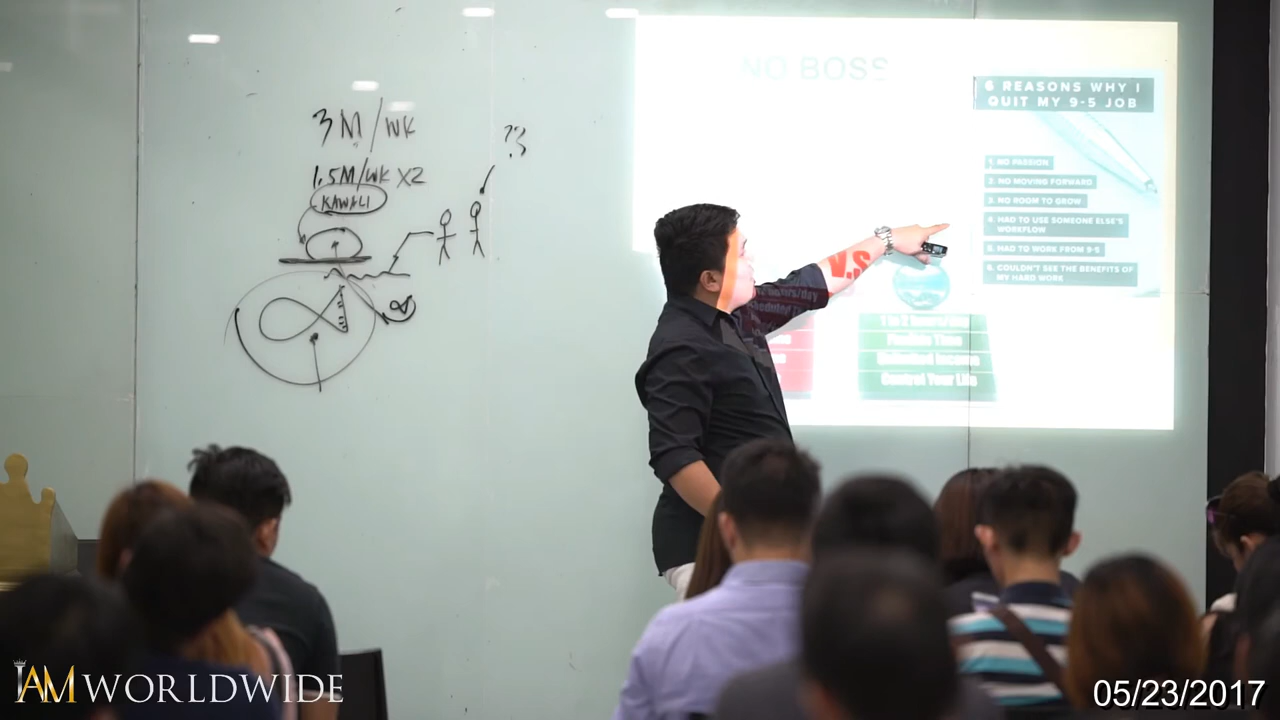 3M/WK
1.5M/WK X2
KAWALI
??
NO BOSS
6 REASONS WHY I
QUIT MY 9-5 JOB
1. NO PASSION
2. NO MOVING FORWARD
3. NO ROOM TO GROW
4. HAD TO USE SOMEONE ELSE'S
WORKFLOW
5. HAD TO WORK FROM 9-5
6. COULDN'T SEE THE BENEFITS OF
MY HARD WORK
V.S
hours/day
Flexible Time
Unlimited Income
Control Your Life
IAM WORLDWIDE
05/23/2017